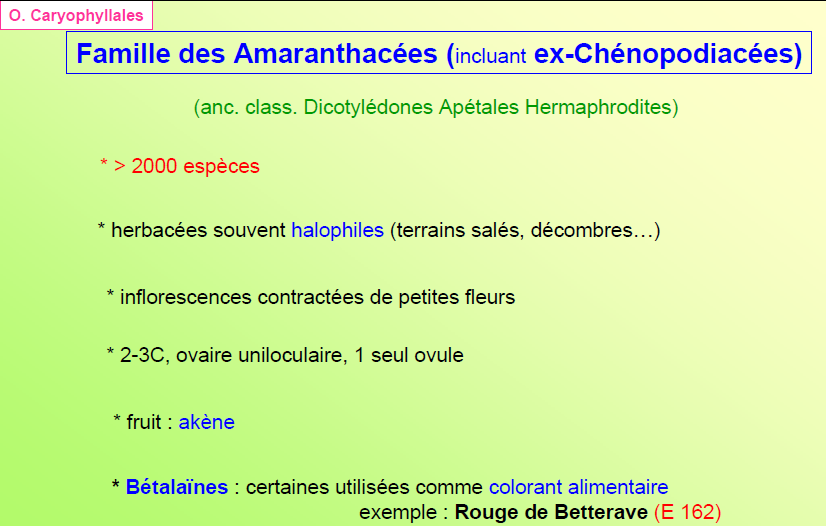 O. Caryophyllales
Famille des Amaranthacées (incluant ex-Chénopodiacées)
(anc. class. Dicotylédones Apétales Hermaphrodites)
* > 2000 espèces
* herbacées souvent halophiles (terrains salés, décombres…)
* inflorescences contractées de petites fleurs
* 2-3C, ovaire uniloculaire, 1 seul ovule
* fruit : akène
* Bétalaïnes : certaines utilisées comme colorant alimentaire
exemple : Rouge de Betterave (E 162)